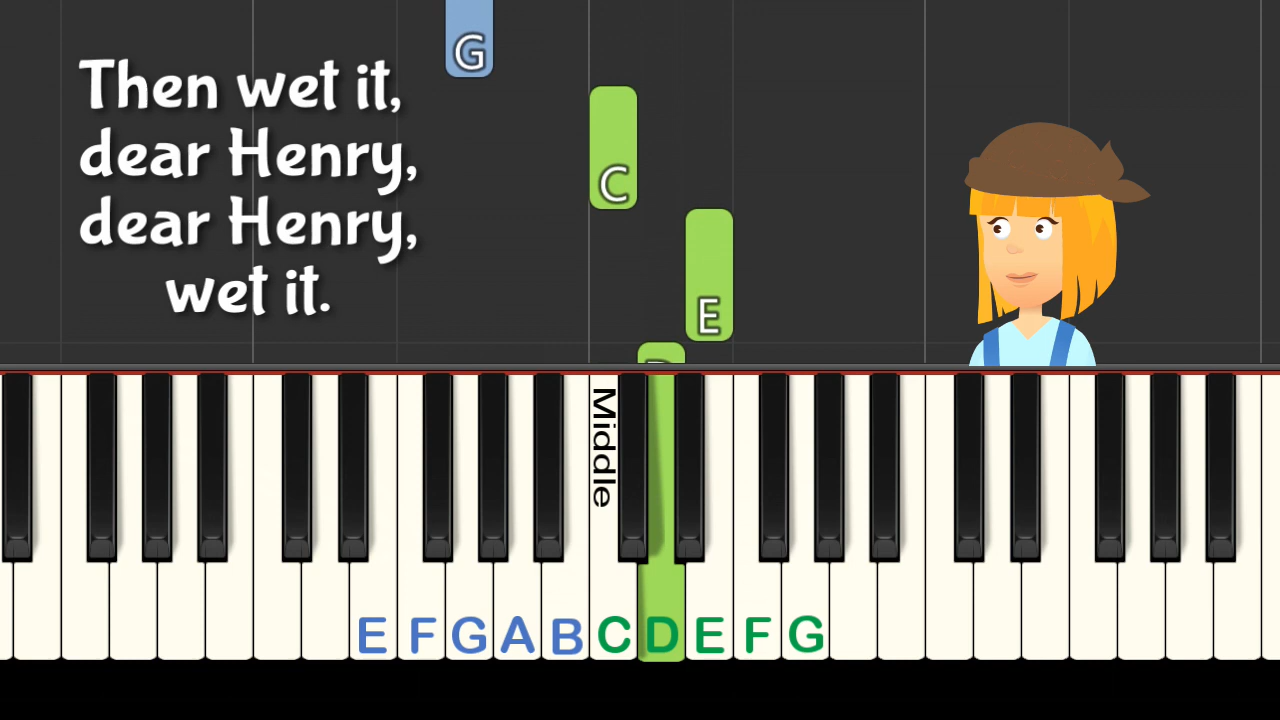 Then wet it,
dear Henry,
dear Henry,
wet it.
G
C
E
D
Middle
E F G A B C D E F G